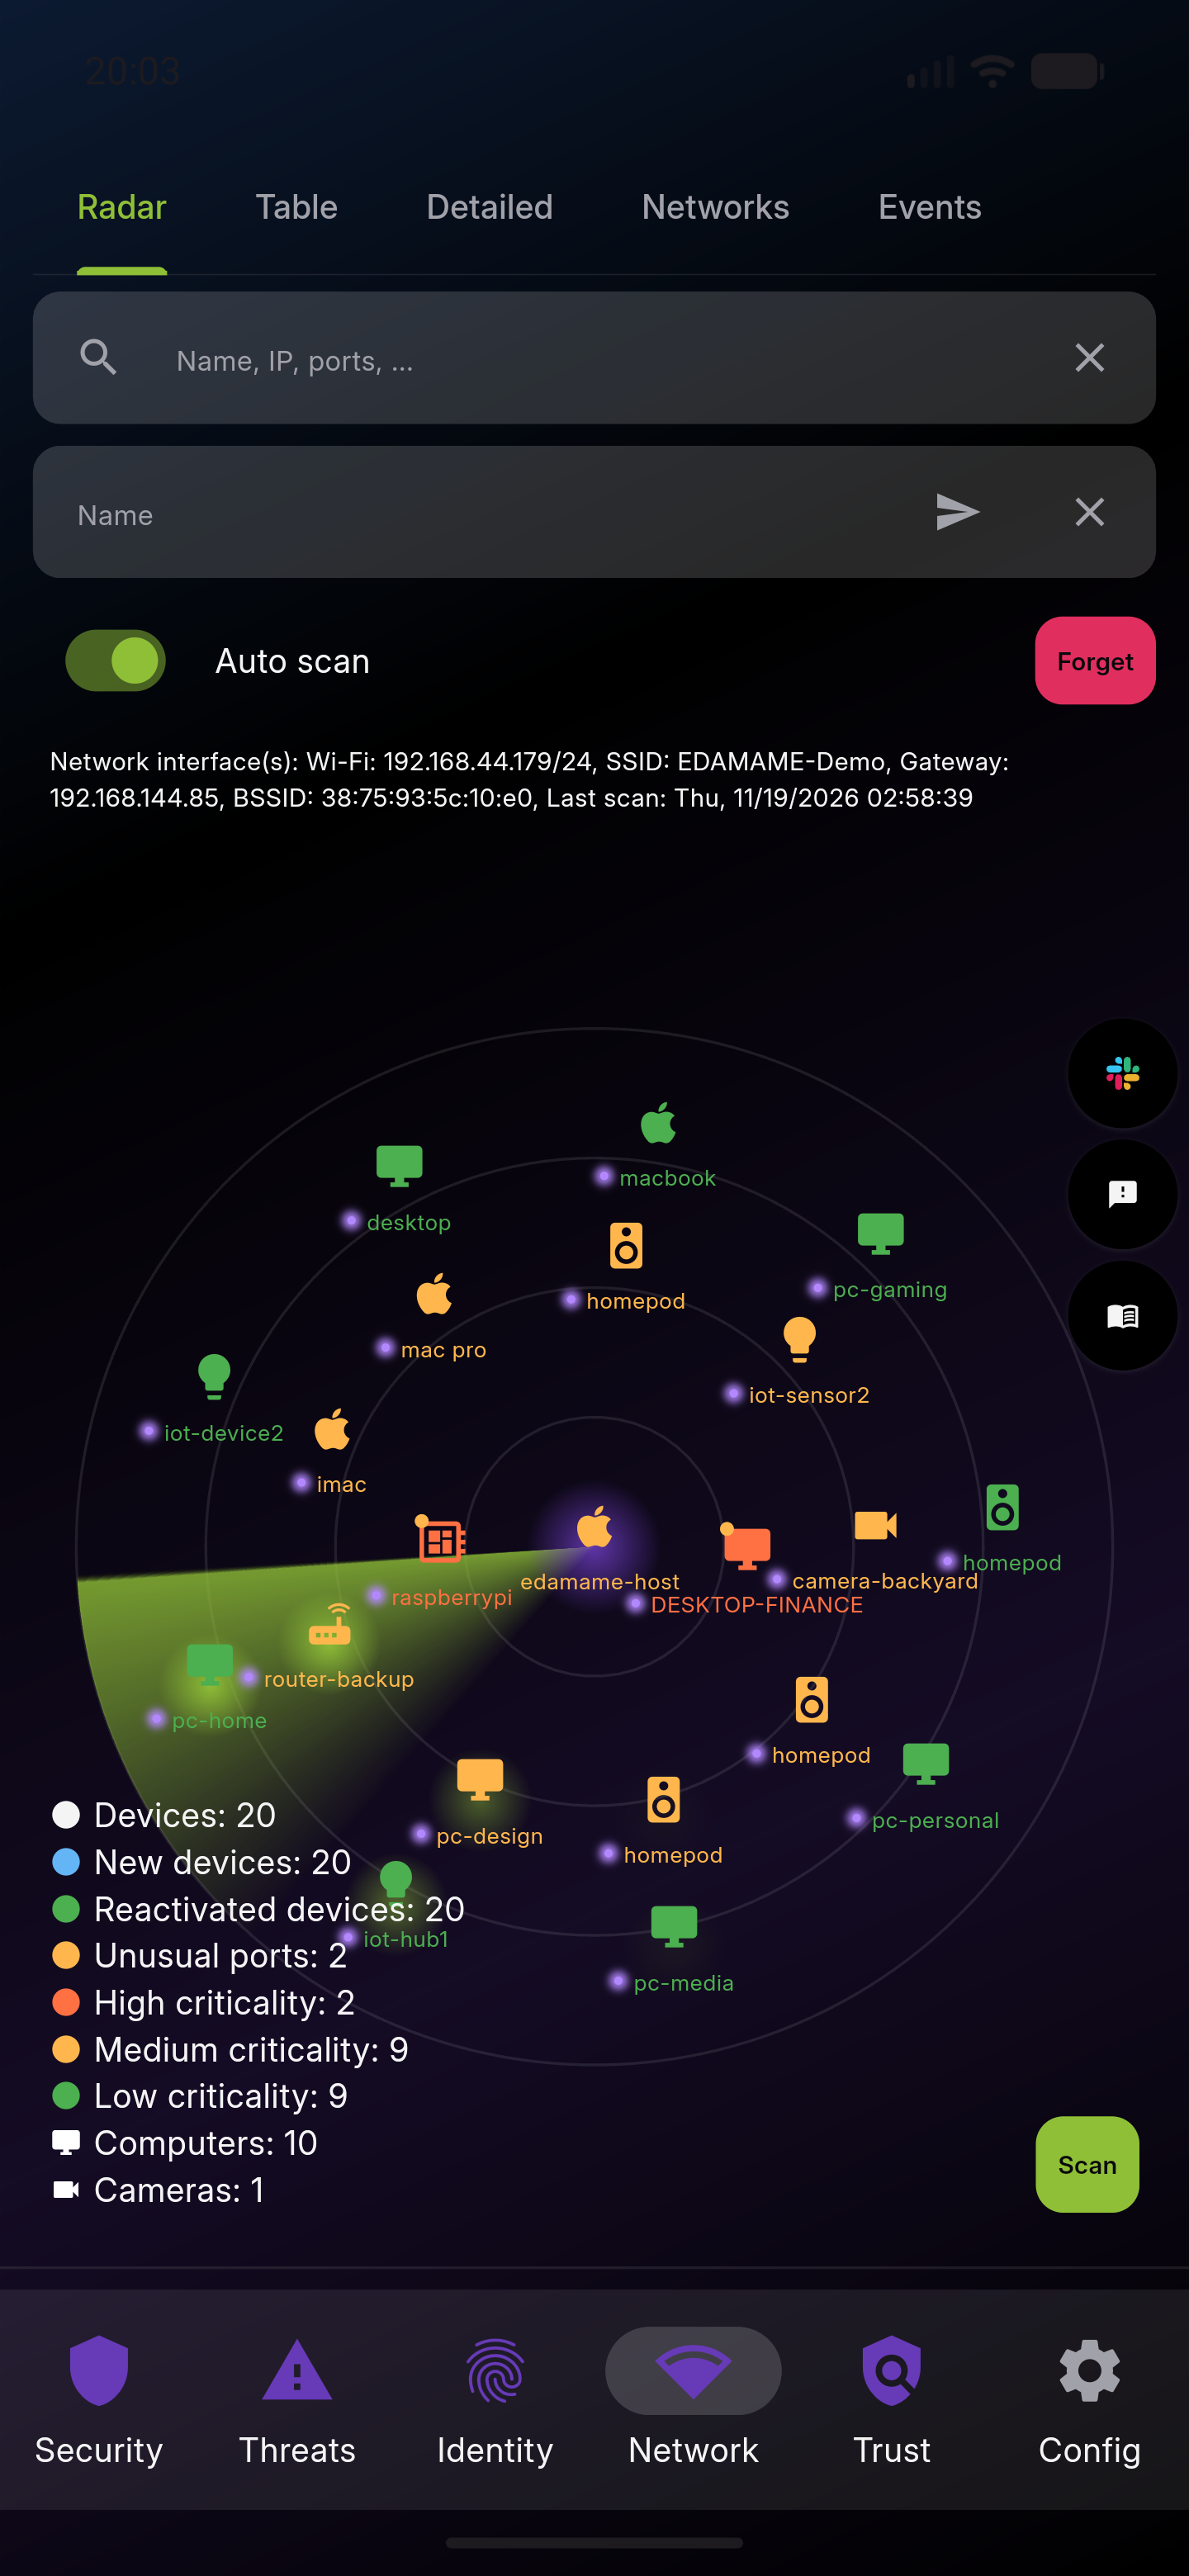 20:03
Radar Table Detailed Networks Events
Name, IP, ports, ...
Name
Auto scan
Forget
Network interface(s): Wi-Fi: 192.168.44.179/24, SSID: EDAMAME-Demo, Gateway:
192.168.144.85, BSSID: 38:75:93:5c:10:e0, Last scan: Thu, 11/19/2026 02:58:39
macbook
desktop
pc-gaming
homepod
mac pro
iot-sensor2
iot-device2
imac
homepod
edamame-host
camera-backyard
raspberrypi
DESKTOP-FINANCE
router-backup
pc-home
homepod
pc-personal
pc-design
homepod
iot-hub1
pc-media
Devices: 20
New devices: 20
Reactivated devices: 20
Unusual ports: 2
High criticality: 2
Medium criticality: 9
Low criticality: 9
Computers: 10
Cameras: 1
Scan
Security Threats Identity Network Trust Config